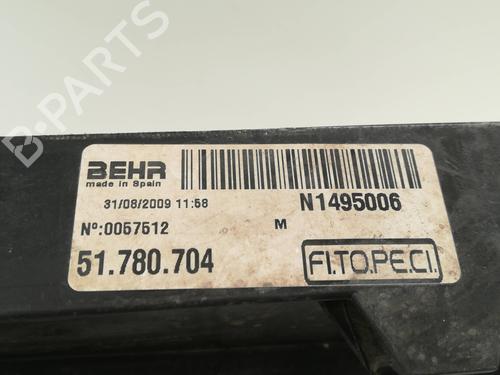 BEHR
made in Spain
31/08/2009 11:58
N1495006
Nº:0057512
M
51.780.704
FI.TO.PE.CI.
B-PARTS